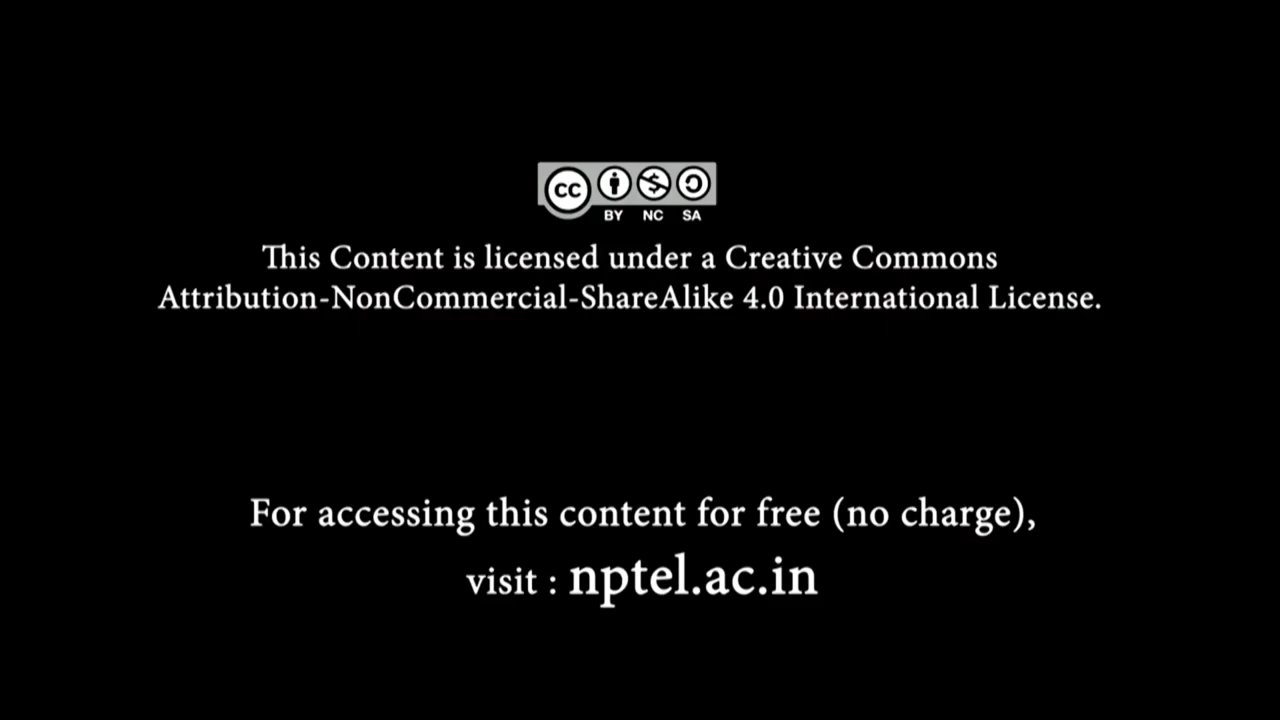 cc
BY NC SA
This Content is licensed under a Creative Commons
Attribution-NonCommercial-ShareAlike 4.0 International License.
For accessing this content for free (no charge),
visit : nptel.ac.in